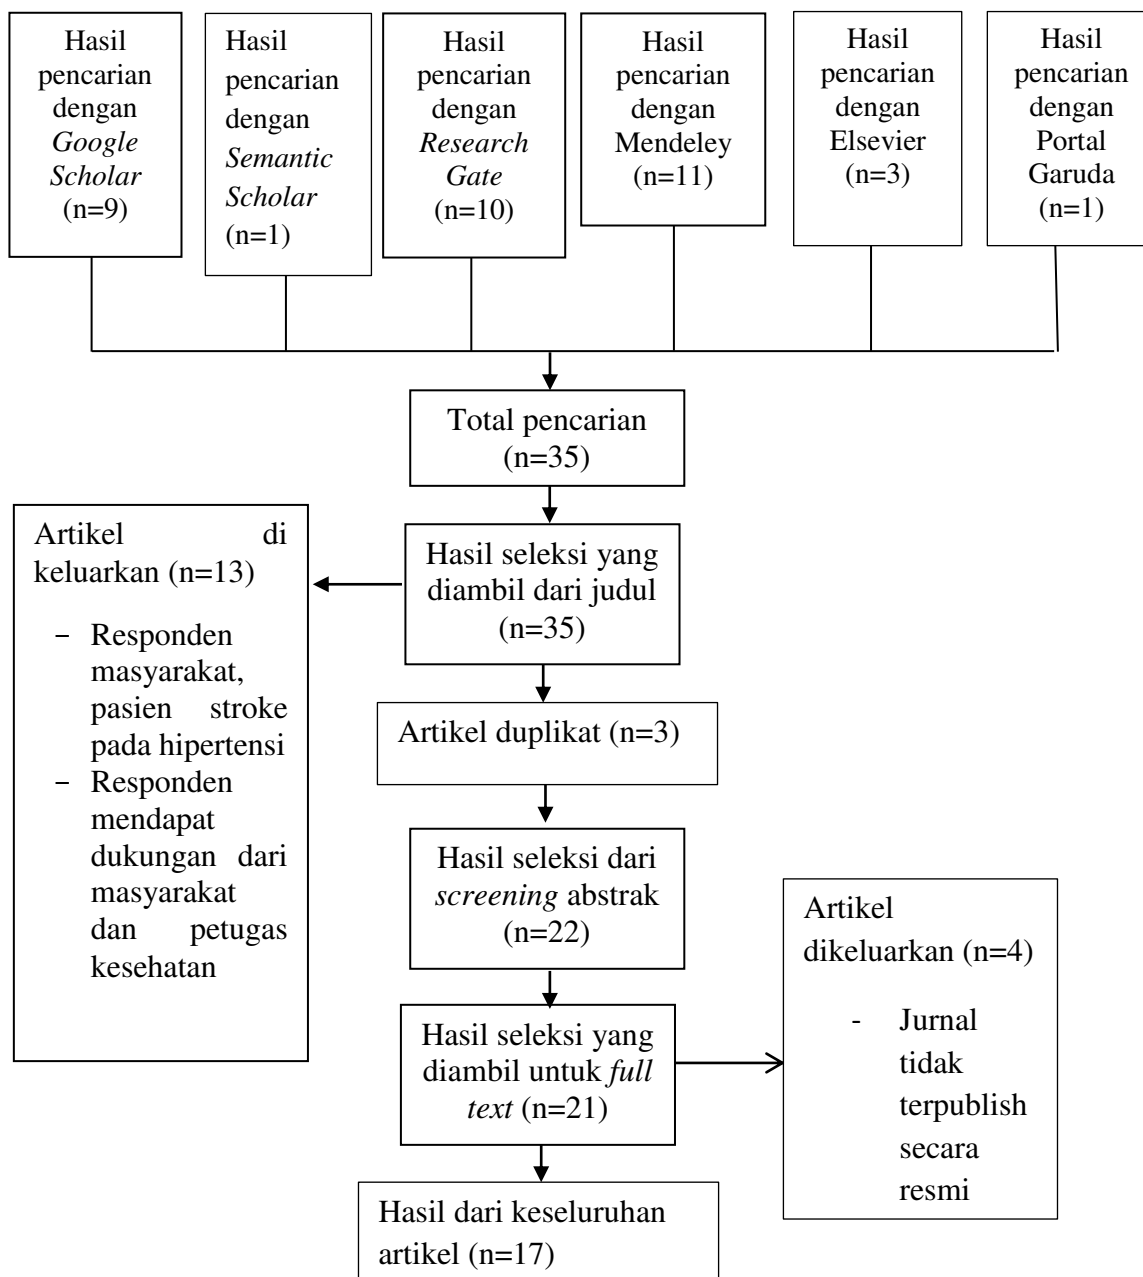 Hasil
pencarian
dengan
Google
Scholar
(n=9)
Hasil
pencarian
dengan
Semantic
Scholar
(n=1)
Hasil
pencarian
dengan
Research
Gate
(n=10)
Hasil
pencarian
dengan
Mendeley
(n=11)
Hasil
pencarian
dengan
Elsevier
(n=3)
Hasil
pencarian
dengan
Portal
Garuda
(n=1)
Total pencarian
(n=35)
Hasil seleksi yang
diambil dari judul
(n=35)
Artikel di
keluarkan (n=13)
- Responden
masyarakat,
pasien stroke
pada hipertensi
- Responden
mendapat
dukungan dari
masyarakat
dan petugas
kesehatan
Artikel duplikat (n=3)
Hasil seleksi dari
screening abstrak
(n=22)
Hasil seleksi yang
diambil untuk full
text (n=21)
Artikel
dikeluarkan (n=4)
- Jurnal
tidak
terpublish
secara
resmi
Hasil dari keseluruhan
artikel (n=17)